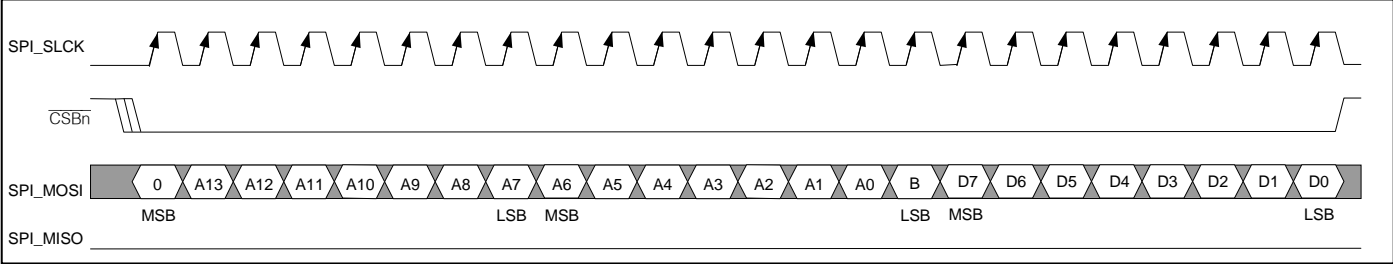 SPI_SLCK
CSBn
SPI_MOSI 0 A13 A12 A11 A10 A9 A8 A7 A6 A5 A4 A3 A2 A1 A0 B D7 D6 D5 D4 D3 D2 D1 D0
MSB LSB MSB LSB MSB LSB
SPI_MISO